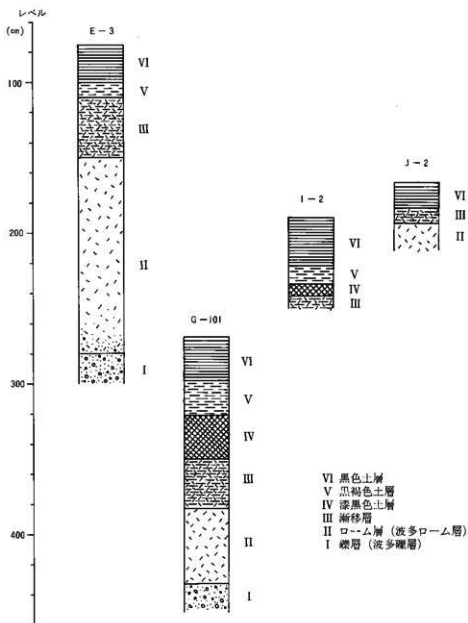 レベル
(cm)
100
200
300
400
E-3
VI
V
III
II
I
G-101
VI
V
IV
III
II
I
I-2
VI
V
IV
III
J-2
VI
III
II
VI 黒色土層
V 黒褐色土層
IV 漆黒色土層
III 漸移層
II ローム層 (波多ローム層)
I 礫層 (波多礫層)